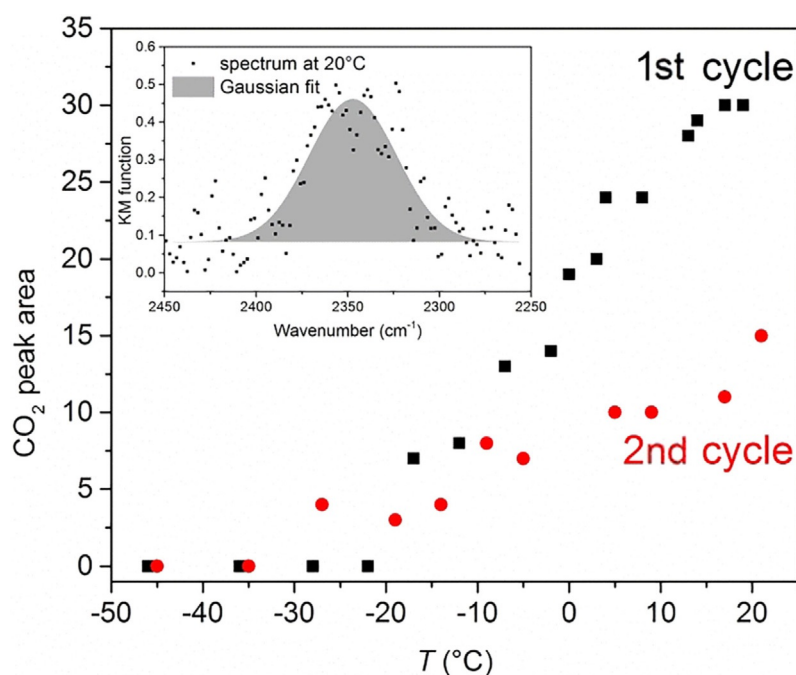 35
30
25
20
15
10
5
0
CO₂ peak area
-50 -40 -30 -20 -10 0 10 20
T (°C)
1st cycle
2nd cycle
0.6
0.5
0.4
0.3
0.2
0.1
0.0
KM function
spectrum at 20°C
Gaussian fit
2450 2400 2350 2300 2250
Wavenumber (cm⁻¹)